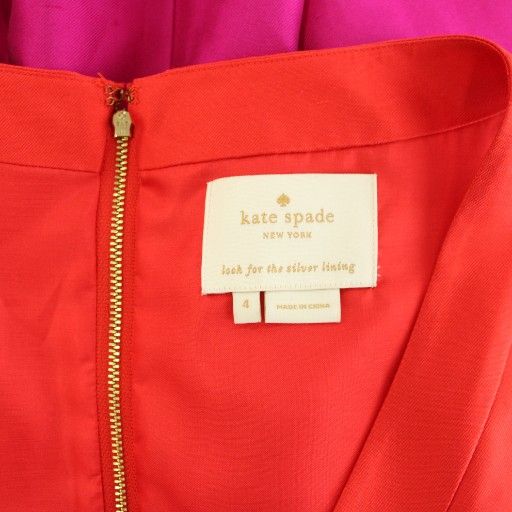 kate spade
NEW YORK
look for the silver lining
4
MADE IN CHINA